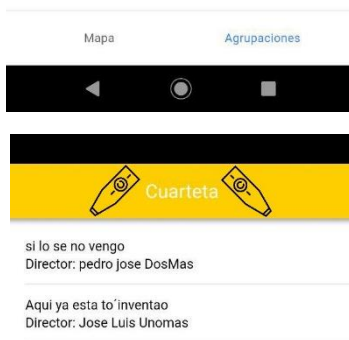 Mapa Agrupaciones
Cuarteta
si lo se no vengo
Director: pedro jose DosMas
Aqui ya esta to´inventao
Director: Jose Luis Unomas